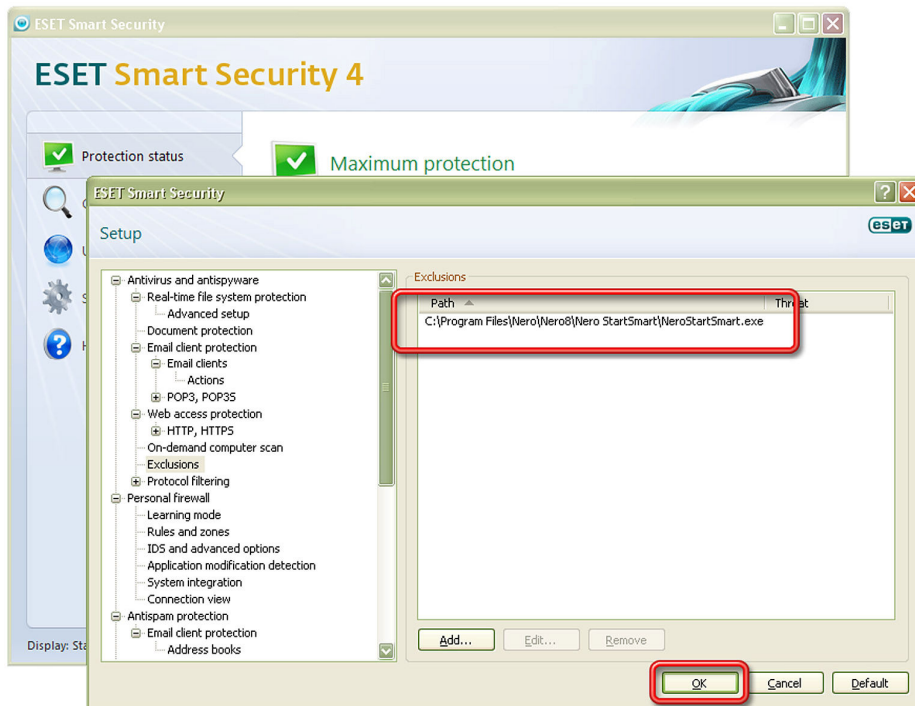 ESET Smart Security
ESET Smart Security 4
Protection status
Maximum protection
ESET Smart Security
Setup
eset
Antivirus and antispyware
Real-time file system protection
Advanced setup
Document protection
Email client protection
Email clients
Actions
POP3, POP3S
Web access protection
HTTP, HTTPS
On-demand computer scan
Exclusions
Protocol filtering
Personal firewall
Learning mode
Rules and zones
IDS and advanced options
Application modification detection
System integration
Connection view
Antispam protection
Email client protection
Address books
Exclusions
Path Threat
C:\Program Files\Nero\Nero8\Nero StartSmart\NeroStartSmart.exe
Add... Edit... Remove
Display: Sta
OK Cancel Default